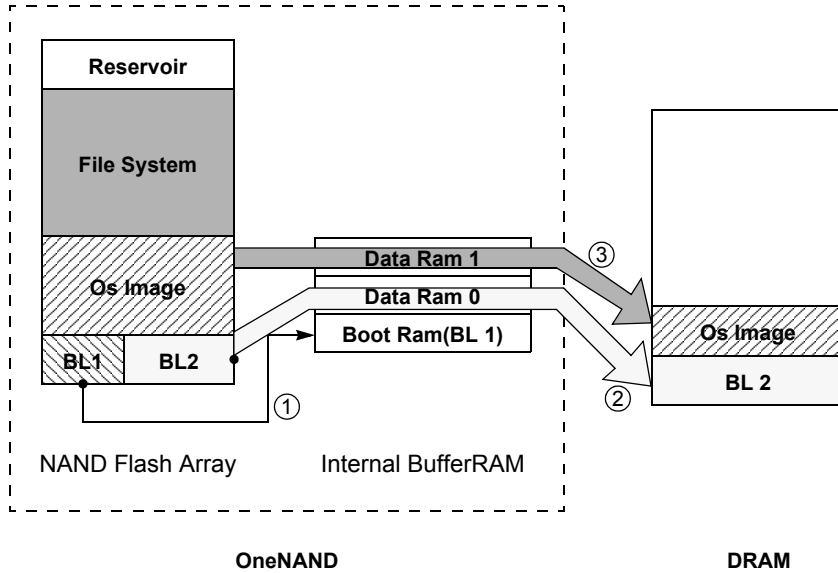 Reservoir
File System
Os Image
BL1
BL2
Data Ram 1
Data Ram 0
Boot Ram(BL 1)
①
②
③
Os Image
BL 2
NAND Flash Array
Internal BufferRAM
OneNAND
DRAM